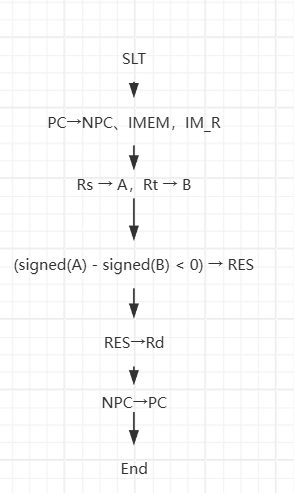 SLT
PC→NPC、IMEM，IM_R
Rs → A，Rt → B
(signed(A) - signed(B) < 0) → RES
RES→Rd
NPC→PC
End